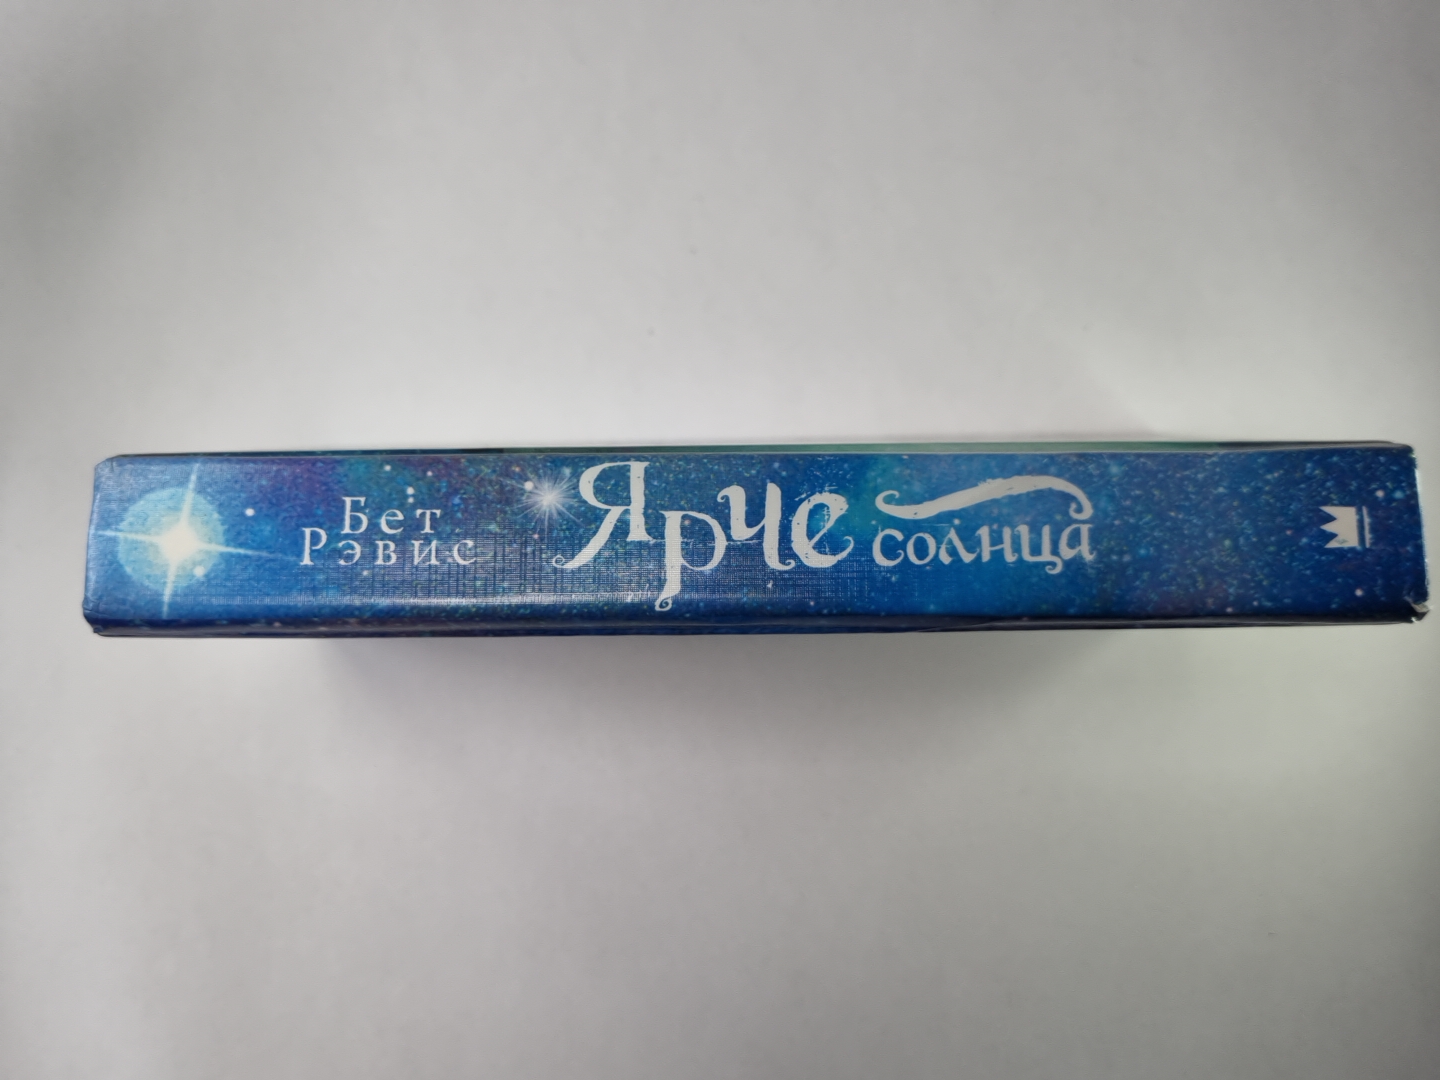 Бет
Рэвис
Ярче
солнца